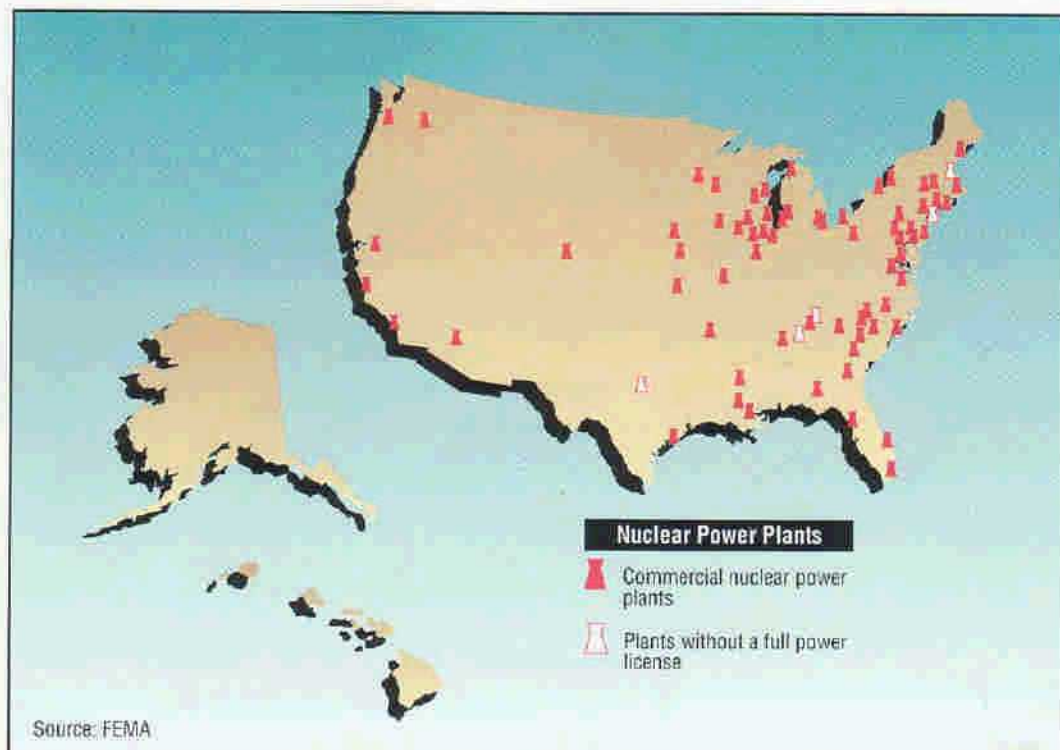 Nuclear Power Plants
Commercial nuclear power
plants
Plants without a full power
license
Source: FEMA